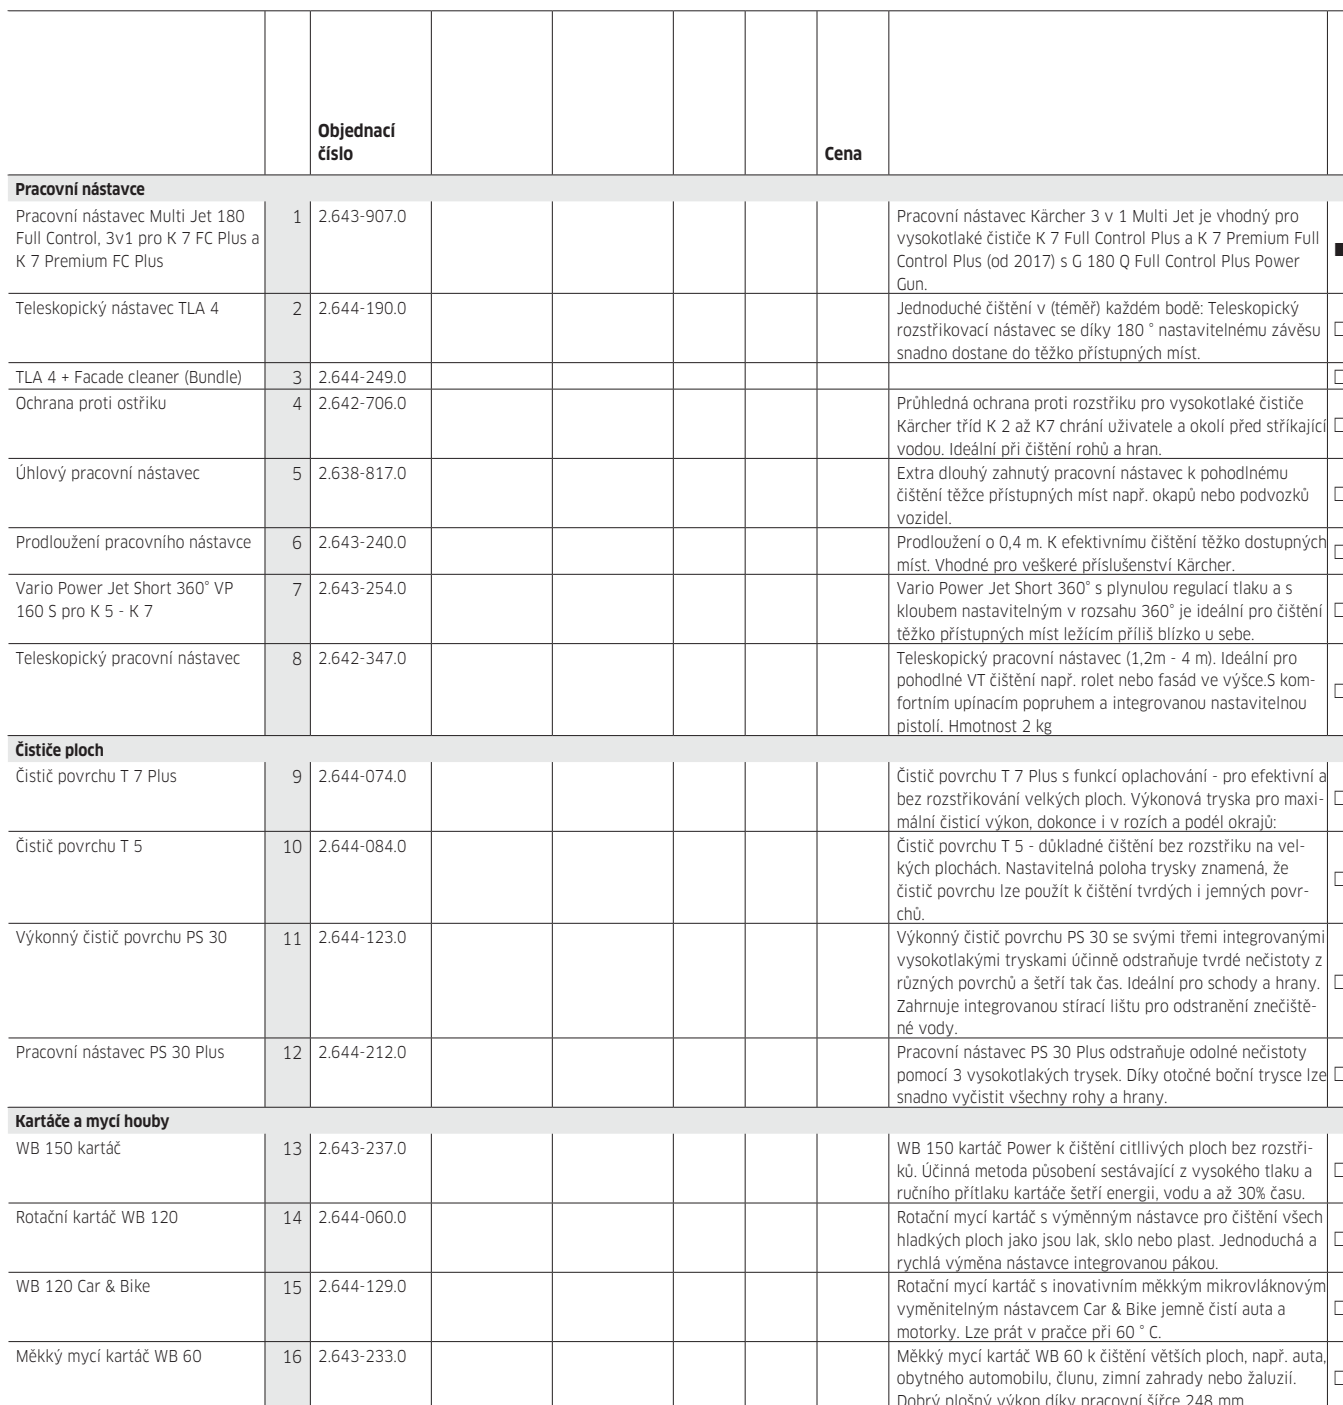 Objednací
číslo
Cena
Pracovní nástavce
Pracovní nástavec Multi Jet 180
Full Control, 3v1 pro K 7 FC Plus a
K 7 Premium FC Plus
1
2.643-907.0
Pracovní nástavec Kärcher 3 v 1 Multi Jet je vhodný pro
vysokotlaké čističe K 7 Full Control Plus a K 7 Premium Full
Control Plus (od 2017) s G 180 Q Full Control Plus Power
Gun.
Teleskopický nástavec TLA 4
2
2.644-190.0
Jednoduché čištění v (téměř) každém bodě: Teleskopický
rozstřikovací nástavec se díky 180 ° nastavitelnému závěsu
snadno dostane do těžko přístupných míst.
TLA 4 + Facade cleaner (Bundle)
3
2.644-249.0
Ochrana proti ostřiku
4
2.642-706.0
Průhledná ochrana proti rozstřiku pro vysokotlaké čističe
Kärcher tříd K 2 až K7 chrání uživatele a okolí před stříkající
vodou. Ideální při čištění rohů a hran.
Úhlový pracovní nástavec
5
2.638-817.0
Extra dlouhý zahnutý pracovní nástavec k pohodlnému
čištění těžce přístupných míst např. okapů nebo podvozků
vozidel.
Prodloužení pracovního nástavce
6
2.643-240.0
Prodloužení o 0,4 m. K efektivnímu čištění těžko dostupných
míst. Vhodné pro veškeré příslušenství Kärcher.
Vario Power Jet Short 360° VP
160 S pro K 5 - K 7
7
2.643-254.0
Vario Power Jet Short 360° s plynulou regulací tlaku a s
kloubem nastavitelným v rozsahu 360° je ideální pro čištění
těžko přístupných míst ležícím příliš blízko u sebe.
Teleskopický pracovní nástavec
8
2.642-347.0
Teleskopický pracovní nástavec (1,2m - 4 m). Ideální pro
pohodlné VT čištění např. rolet nebo fasád ve výšce.S kom-
fortním upínacím popruhem a integrovanou nastavitelnou
pistolí. Hmotnost 2 kg
Čističe ploch
Čistič povrchu T 7 Plus
9
2.644-074.0
Čistič povrchu T 7 Plus s funkcí oplachování - pro efektivní a
bez rozstřikování velkých ploch. Výkonová tryska pro maxi-
mální čisticí výkon, dokonce i v rozích a podél okrajů:
Čistič povrchu T 5
10
2.644-084.0
Čistič povrchu T 5 - důkladné čištění bez rozstřiku na vel-
kých plochách. Nastavitelná poloha trysky znamená, že
čistič povrchu lze použít k čištění tvrdých i jemných povr-
chů.
Výkonný čistič povrchu PS 30
11
2.644-123.0
Výkonný čistič povrchu PS 30 se svými třemi integrovanými
vysokotlakými tryskami účinně odstraňuje tvrdé nečistoty z
různých povrchů a šetří tak čas. Ideální pro schody a hrany.
Zahrnuje integrovanou stírací lištu pro odstranění znečiště-
né vody.
Pracovní nástavec PS 30 Plus
12
2.644-212.0
Pracovní nástavec PS 30 Plus odstraňuje odolné nečistoty
pomocí 3 vysokotlakých trysek. Díky otočné boční trysce lze
snadno vyčistit všechny rohy a hrany.
Kartáče a mycí houby
WB 150 kartáč
13
2.643-237.0
WB 150 kartáč Power k čištění citllivých ploch bez rozstři-
ků. Účinná metoda působení sestávající z vysokého tlaku a
ručního přítlaku kartáče šetří energii, vodu a až 30% času.
Rotační kartáč WB 120
14
2.644-060.0
Rotační mycí kartáč s výměnným nástavce pro čištění všech
hladkých ploch jako jsou lak, sklo nebo plast. Jednoduchá a
rychlá výměna nástavce integrovanou pákou.
WB 120 Car & Bike
15
2.644-129.0
Rotační mycí kartáč s inovativním měkkým mikrovláknovým
vyměnitelným nástavcem Car & Bike jemně čistí auta a
motorky. Lze prát v pračce při 60 ° C.
Měkký mycí kartáč WB 60
16
2.643-233.0
Měkký mycí kartáč WB 60 k čištění větších ploch, např. auta,
obytného automobilu, člunu, zimní zahrady nebo žaluzií.
Dobrý plošný výkon díky pracovní šířce 248 mm